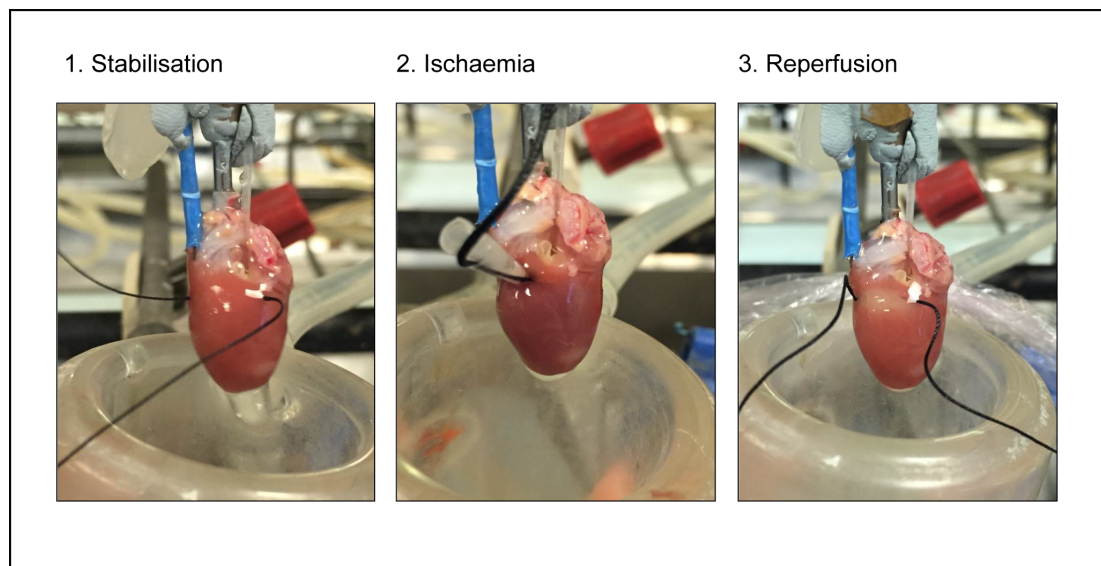 1. Stabilisation
2. Ischaemia
3. Reperfusion